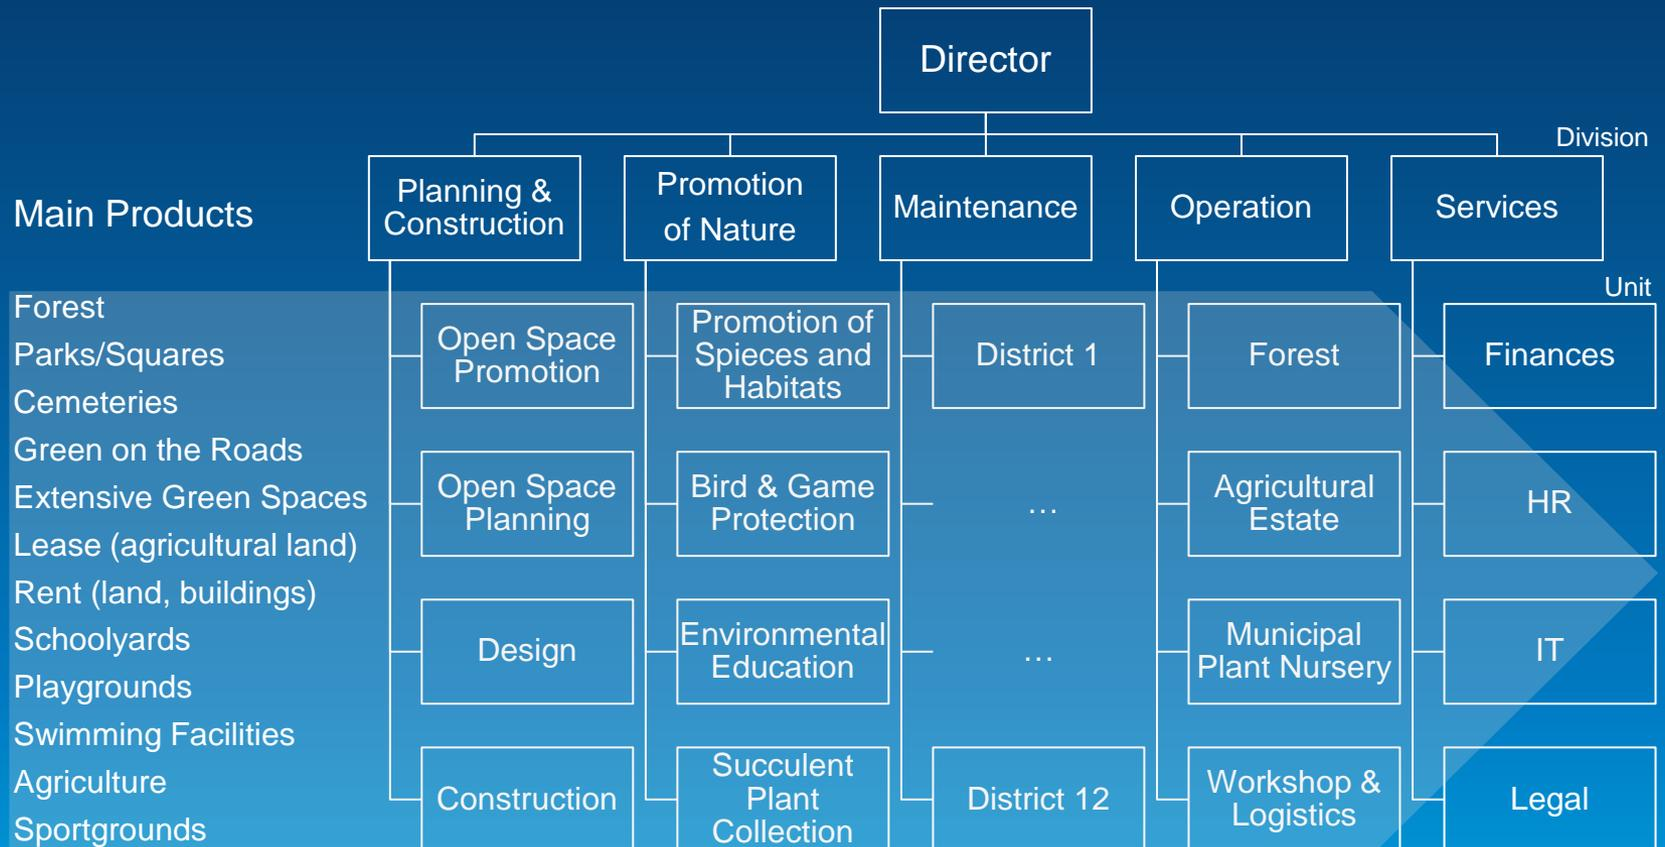 Director
Division
Main Products
Planning &
Construction
Promotion
of Nature
Maintenance
Operation
Services
Unit
Forest
Parks/Squares
Cemeteries
Green on the Roads
Extensive Green Spaces
Lease (agricultural land)
Rent (land, buildings)
Schoolyards
Playgrounds
Swimming Facilities
Agriculture
Sportgrounds
Open Space
Promotion
Open Space
Planning
Design
Construction
Promotion of
Spieces and
Habitats
Bird & Game
Protection
Environmental
Education
Succulent
Plant
Collection
District 1
…
…
District 12
Forest
Agricultural
Estate
Municipal
Plant Nursery
Workshop &
Logistics
Finances
HR
IT
Legal